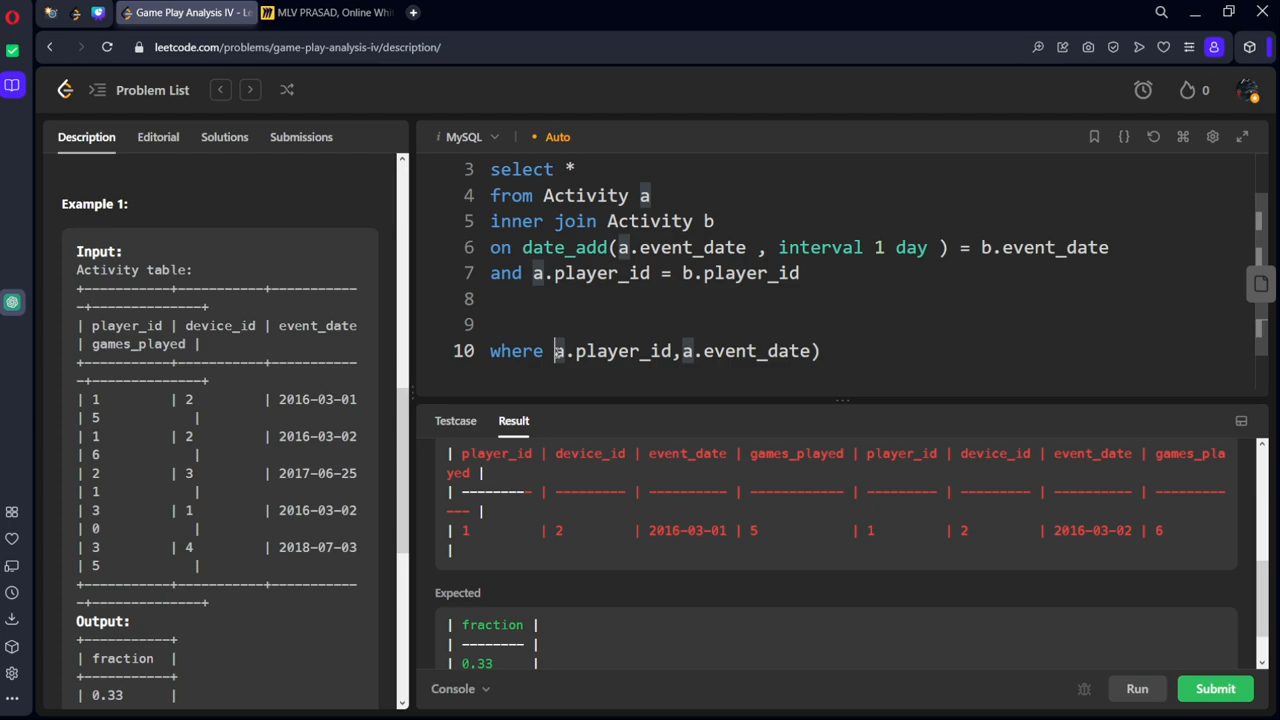 Game Play Analysis IV - Le
MLV PRASAD, Online Whit
leetcode.com/problems/game-play-analysis-iv/description/
Problem List
0
Description
Editorial
Solutions
Submissions
MySQL
Auto
Example 1:
Input:
Activity table:
+-----------+-----------+-----------
-+--------------+
| player_id | device_id | event_date
| games_played |
+-----------+-----------+-----------
-+--------------+
| 1 | 2 | 2016-03-01
| 5 |
| 1 | 2 | 2016-03-02
| 6 |
| 2 | 3 | 2017-06-25
| 1 |
| 3 | 1 | 2016-03-02
| 0 |
| 3 | 4 | 2018-07-03
| 5 |
+-----------+-----------+-----------
-+--------------+
Output:
+-----------+
| fraction |
+-----------+
| 0.33 |
3 select *
4 from Activity a
5 inner join Activity b
6 on date_add(a.event_date , interval 1 day ) = b.event_date
7 and a.player_id = b.player_id
8
9
10 where a.player_id,a.event_date)
Testcase
Result
| player_id | device_id | event_date | games_played | player_id | device_id | event_date | games_pla
yed |
| --------- | --------- | ---------- | ------------ | --------- | --------- | ---------- | ---------
--- |
| 1 | 2 | 2016-03-01 | 5 | 1 | 2 | 2016-03-02 | 6
|
Expected
| fraction |
| -------- |
| 0.33 |
Console
Run
Submit